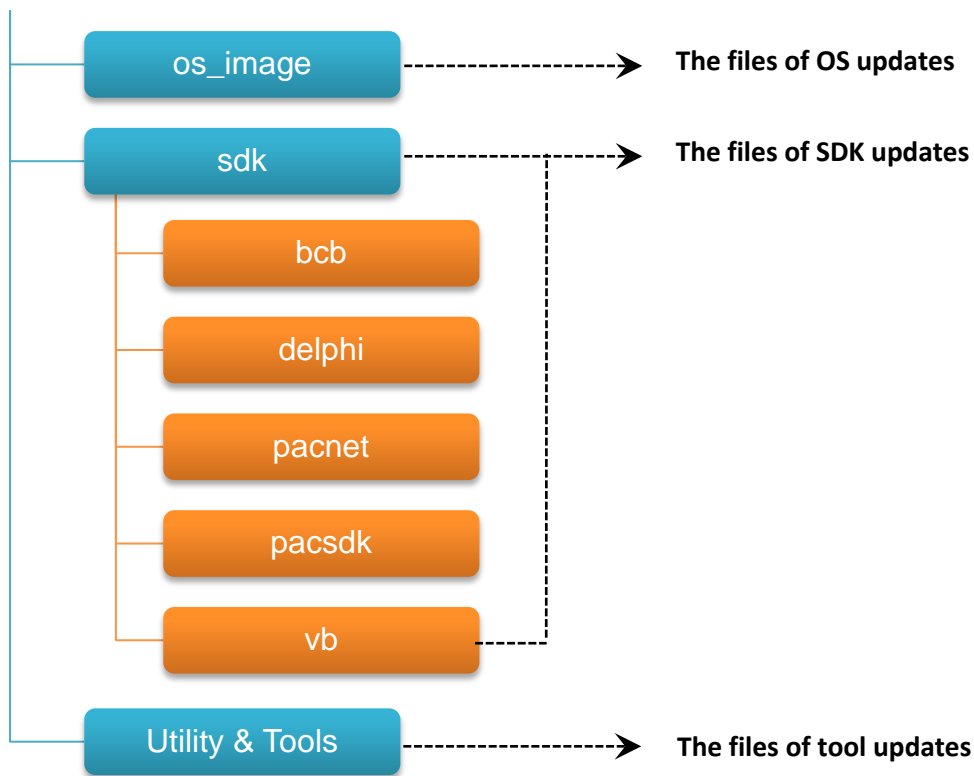 os_image
The files of OS updates
sdk
The files of SDK updates
bcb
delphi
pacnet
pacsdk
vb
Utility & Tools
The files of tool updates